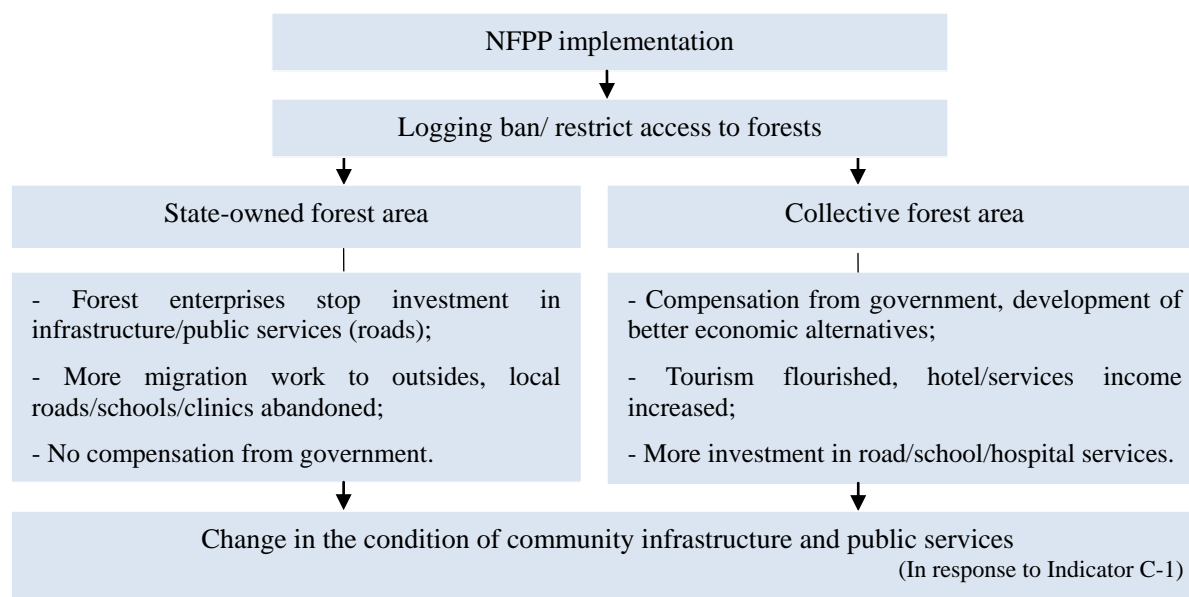 NFPP implementation
Logging ban/ restrict access to forests
State-owned forest area
Collective forest area
- Forest enterprises stop investment in
infrastructure/public services (roads);
- More migration work to outsides, local
roads/schools/clinics abandoned;
- No compensation from government.
- Compensation from government, development of
better economic alternatives;
- Tourism flourished, hotel/services income
increased;
- More investment in road/school/hospital services.
Change in the condition of community infrastructure and public services
(In response to Indicator C-1)